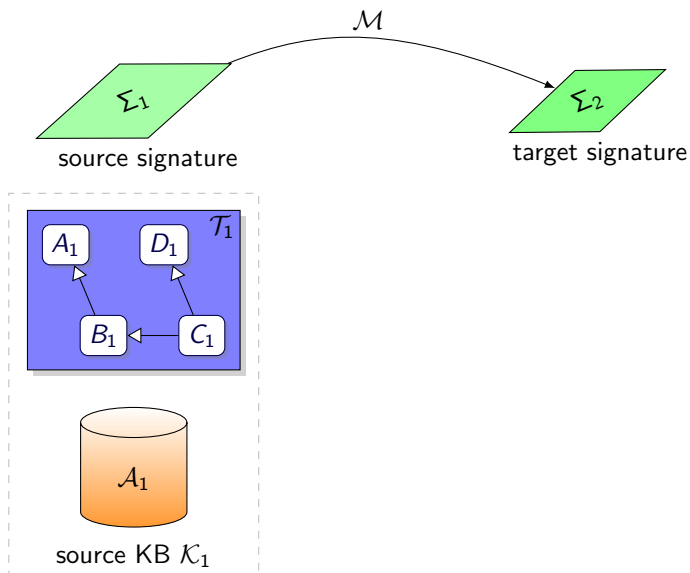 ℳ
Σ₁
Σ₂
source signature
target signature
𝒯₁
A₁
D₁
B₁
C₁
𝒜₁
source KB 𝒦₁